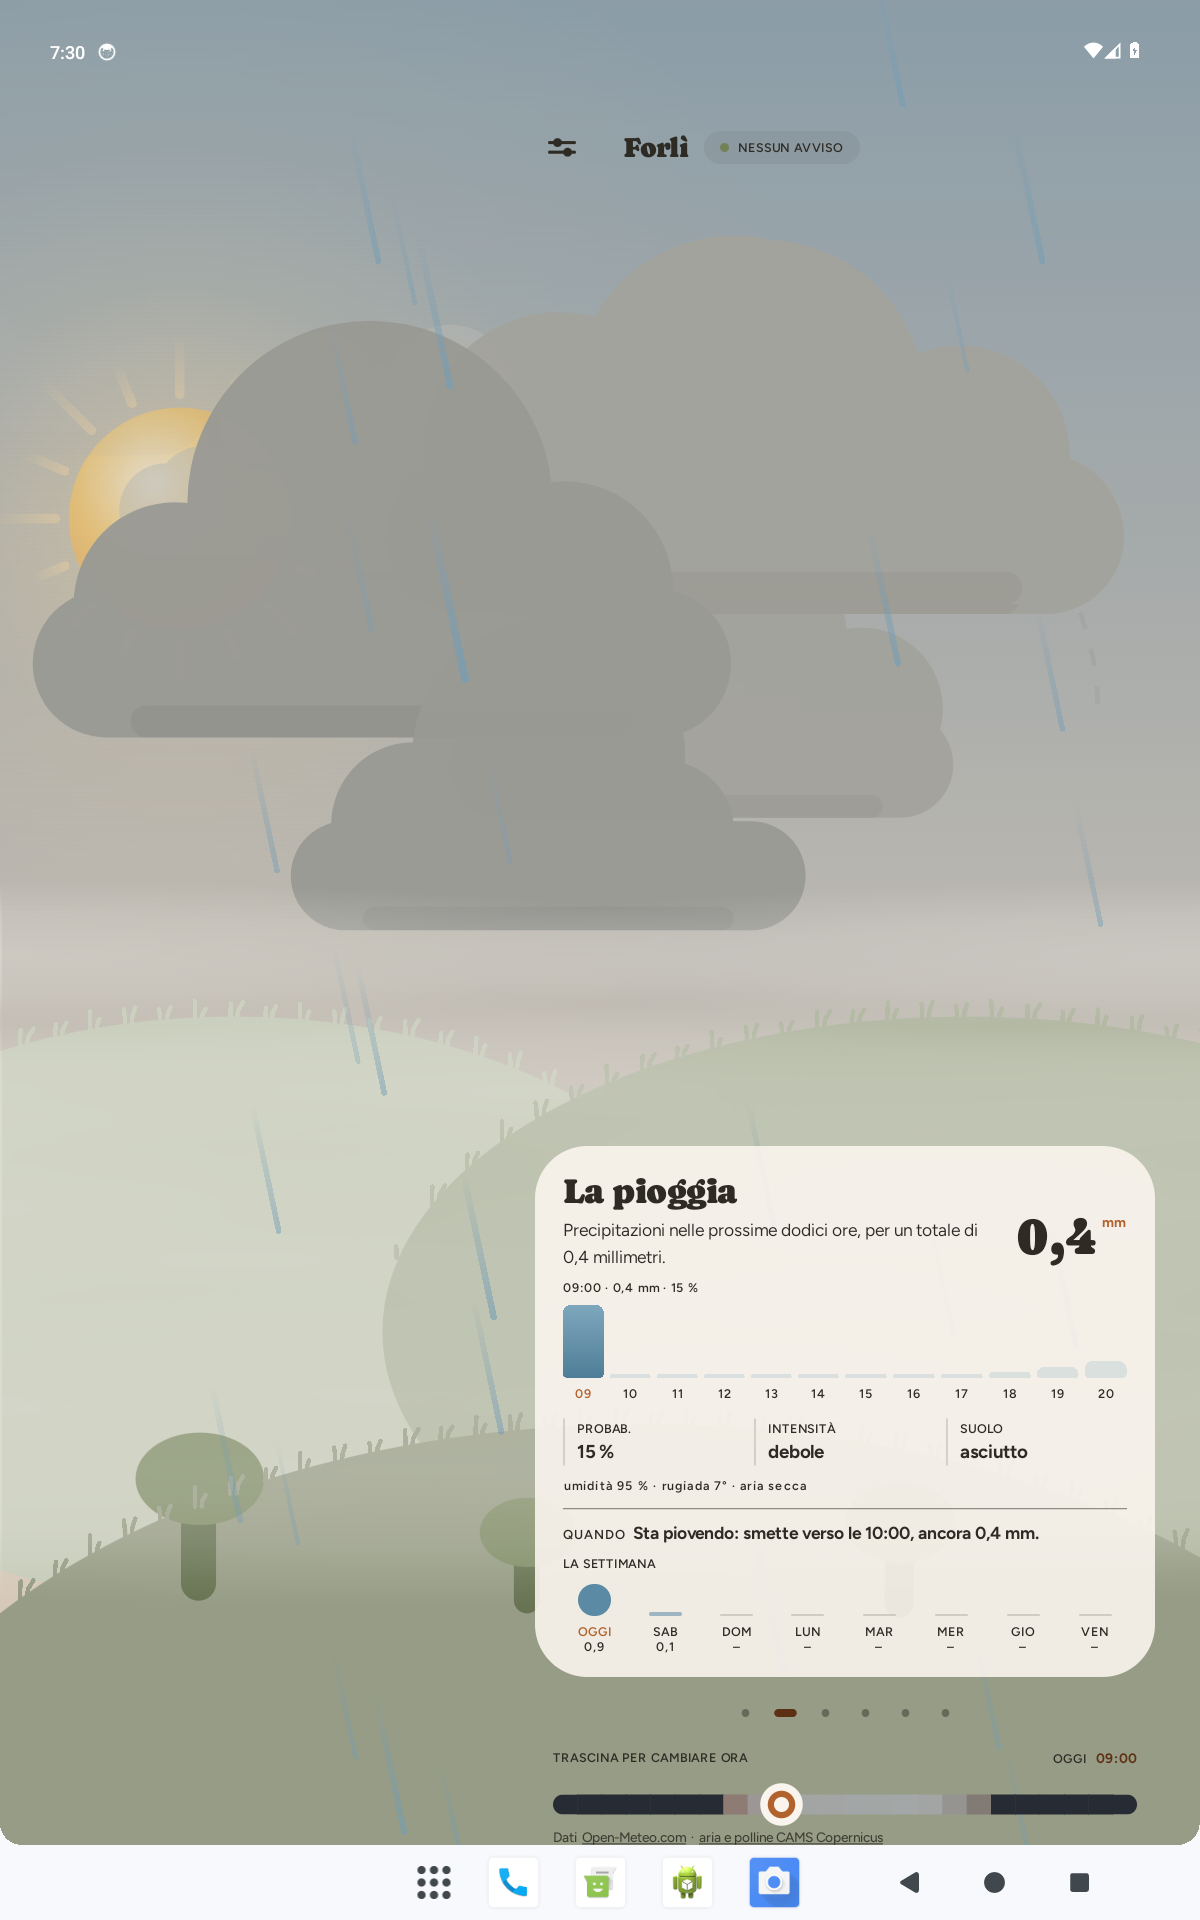 7:30
Forlì
NESSUN AVVISO
La pioggia
Precipitazioni nelle prossime dodici ore, per un totale di
0,4 millimetri.
0,4 mm
09:00 · 0,4 mm · 15 %
09 10 11 12 13 14 15 16 17 18 19 20
PROBAB. INTENSITÀ SUOLO
15 % debole asciutto
umidità 95 % · rugiada 7° · aria secca
QUANDO Sta piovendo: smette verso le 10:00, ancora 0,4 mm.
LA SETTIMANA
OGGI SAB DOM LUN MAR MER GIO VEN
0,9 0,1 – – – – – –
TRASCINA PER CAMBIARE ORA OGGI 09:00
Dati Open-Meteo.com · aria e polline CAMS Copernicus